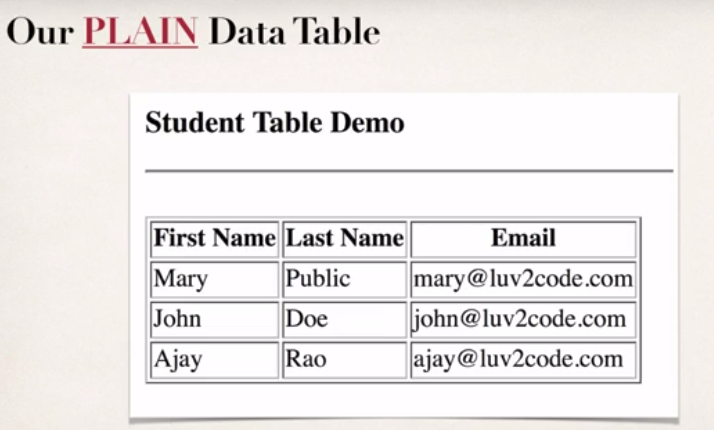 Our PLAIN Data Table
Student Table Demo
First Name Last Name Email
Mary Public mary@luv2code.com
John Doe john@luv2code.com
Ajay Rao ajay@luv2code.com